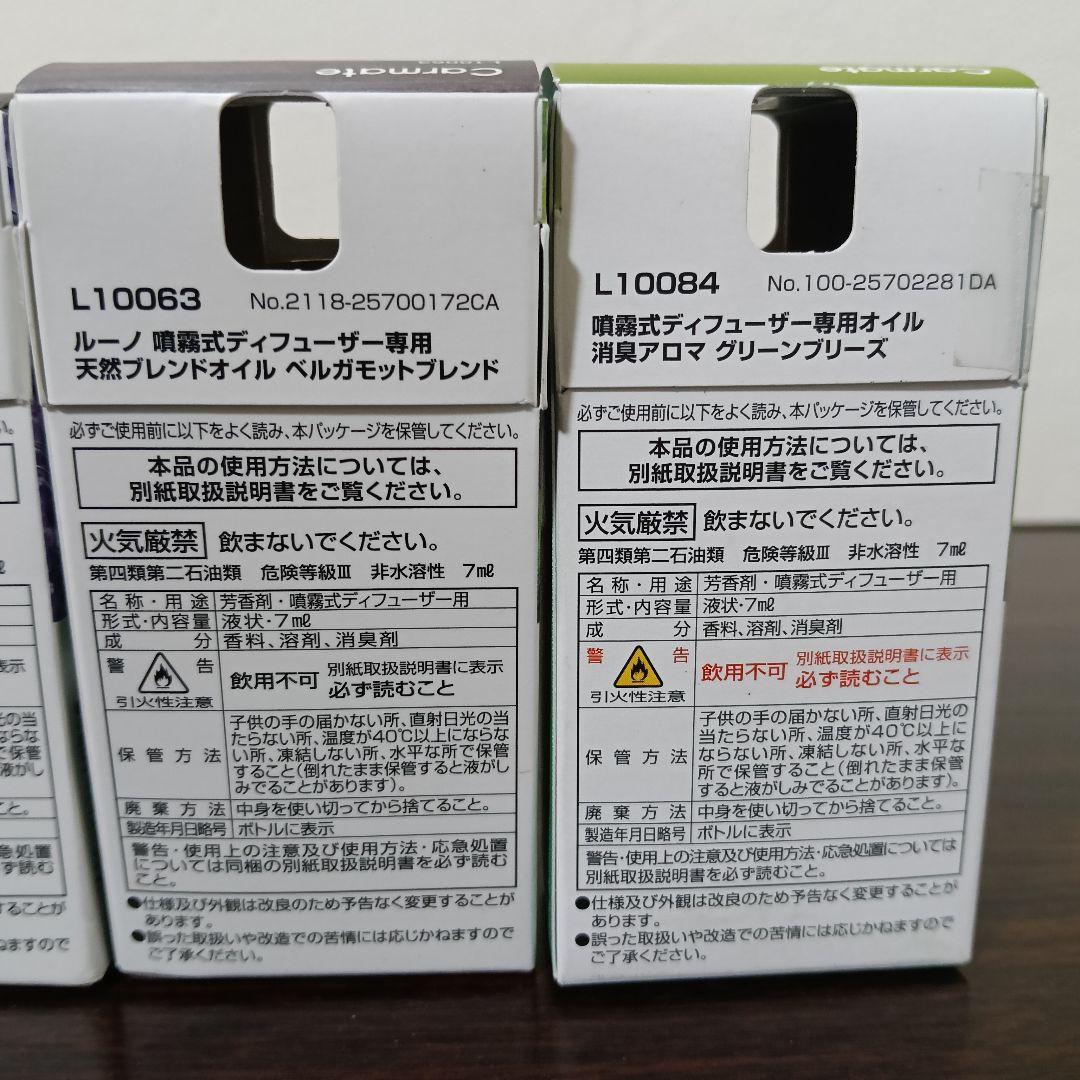 Carmate
L10063
L10063 No.2118-25700172CA
ルーノ 噴霧式ディフューザー専用
天然ブレンドオイル ベルガモットブレンド
必ずご使用前に以下をよく読み、本パッケージを保管してください。
本品の使用方法については、
別紙取扱説明書をご覧ください。
火気厳禁 飲まないでください。
第四類第二石油類 危険等級Ⅲ 非水溶性 7㎖
名称・用途 芳香剤・噴霧式ディフューザー用
形式・内容量 液状・7㎖
成分 香料、溶剤、消臭剤
警告 引火性注意
飲用不可 別紙取扱説明書に表示
必ず読むこと
保管方法
子供の手の届かない所、直射日光の当
たらない所、温度が40℃以上にならな
い所、凍結しない所、水平な所で保管
すること(倒れたまま保管すると液がし
みでることがあります)。
廃棄方法 中身を使い切ってから捨てること。
製造年月日略号 ボトルに表示
警告・使用上の注意及び使用方法・応急処置
については同梱の別紙取扱説明書を必ず読む
こと。
●仕様及び外観は改良のため予告なく変更することが
あります。
●誤った取扱いや改造での苦情には応じかねますので
ご了承ください。
Carmate
L10084 No.100-25702281DA
噴霧式ディフューザー専用オイル
消臭アロマ グリーンブリーズ
必ずご使用前に以下をよく読み、本パッケージを保管してください。
本品の使用方法については、
別紙取扱説明書をご覧ください。
火気厳禁 飲まないでください。
第四類第二石油類 危険等級Ⅲ 非水溶性 7㎖
名称・用途 芳香剤・噴霧式ディフューザー用
形式・内容量 液状・7㎖
成分 香料、溶剤、消臭剤
警告 引火性注意
飲用不可 別紙取扱説明書に表示
必ず読むこと
保管方法
子供の手の届かない所、直射日光の
当たらない所、温度が40℃以上に
ならない所、凍結しない所、水平な
所で保管すること(倒れたまま保管
すると液がしみでることがあります)。
廃棄方法 中身を使い切ってから捨てること。
製造年月日略号 ボトルに表示
警告・使用上の注意及び使用方法・応急処置については
別紙取扱説明書を必ず読むこと。
●仕様及び外観は改良のため予告なく変更することが
あります。
●誤った取扱いや改造での苦情には応じかねますので
ご了承ください。